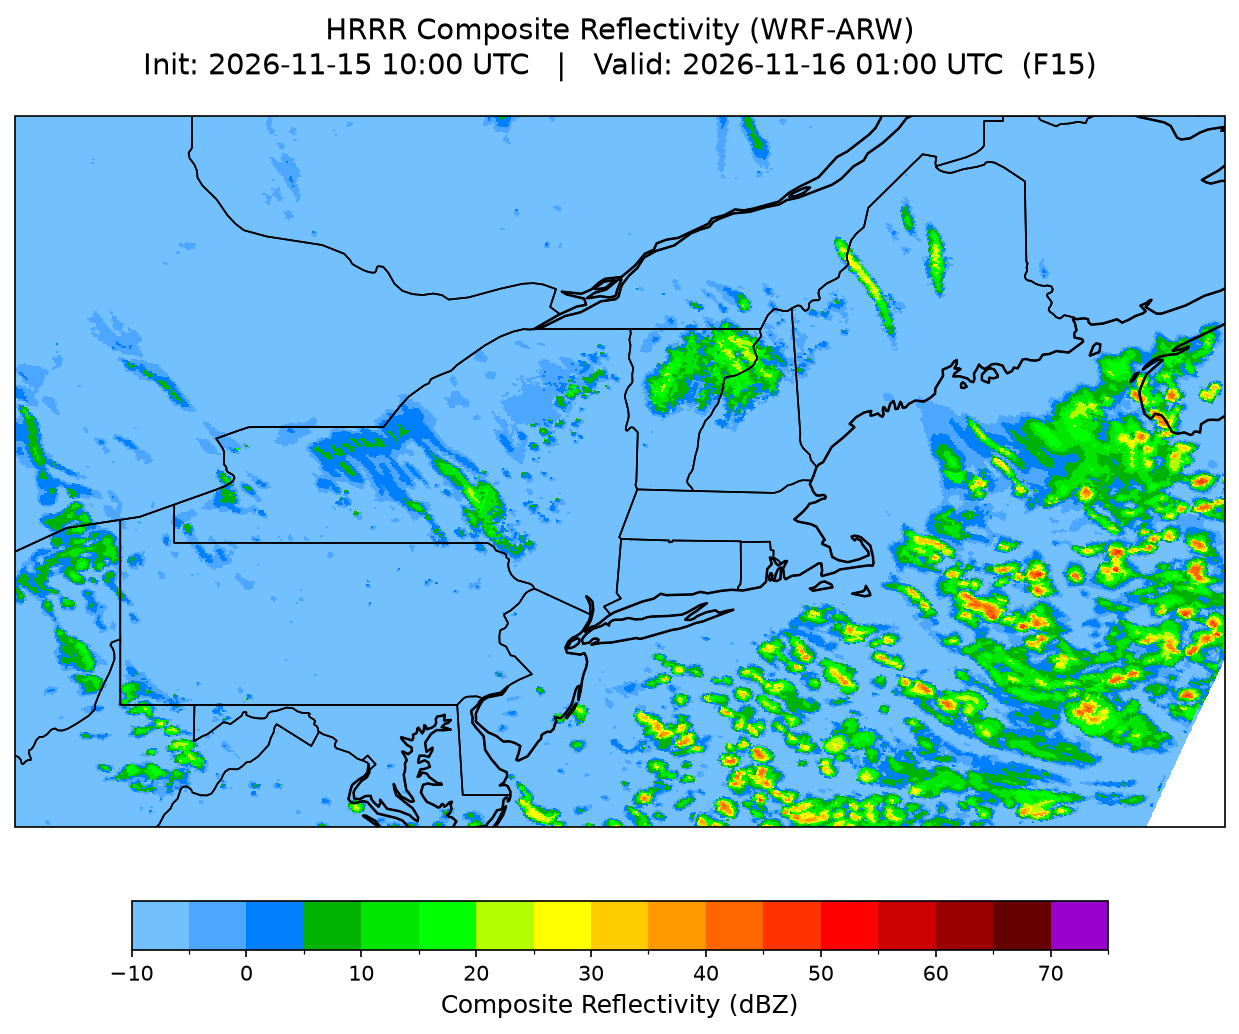 HRRR Composite Reflectivity (WRF-ARW)
Init: 2026-11-15 10:00 UTC   |   Valid: 2026-11-16 01:00 UTC  (F15)
−10 0 10 20 30 40 50 60 70
Composite Reflectivity (dBZ)